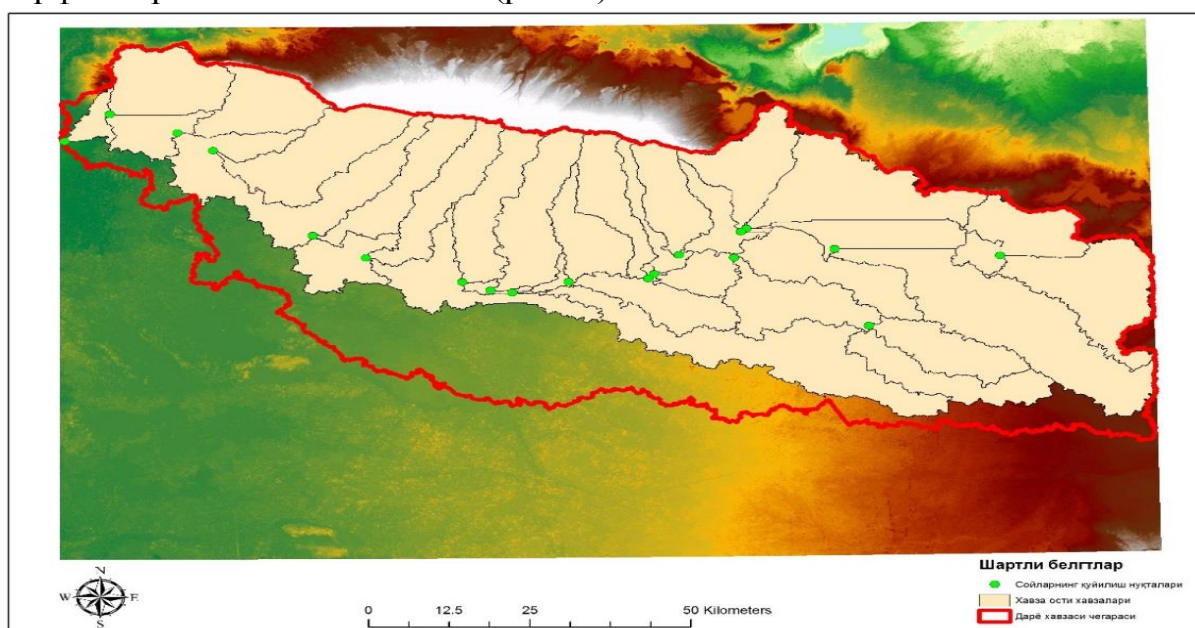 N
W E
S
0 12.5 25 50 Kilometers
Шартли белгтлар
Сойларнинг қуйилиш нуқталари
Хавза ости хавзалари
Дарё хавзаси чегараси